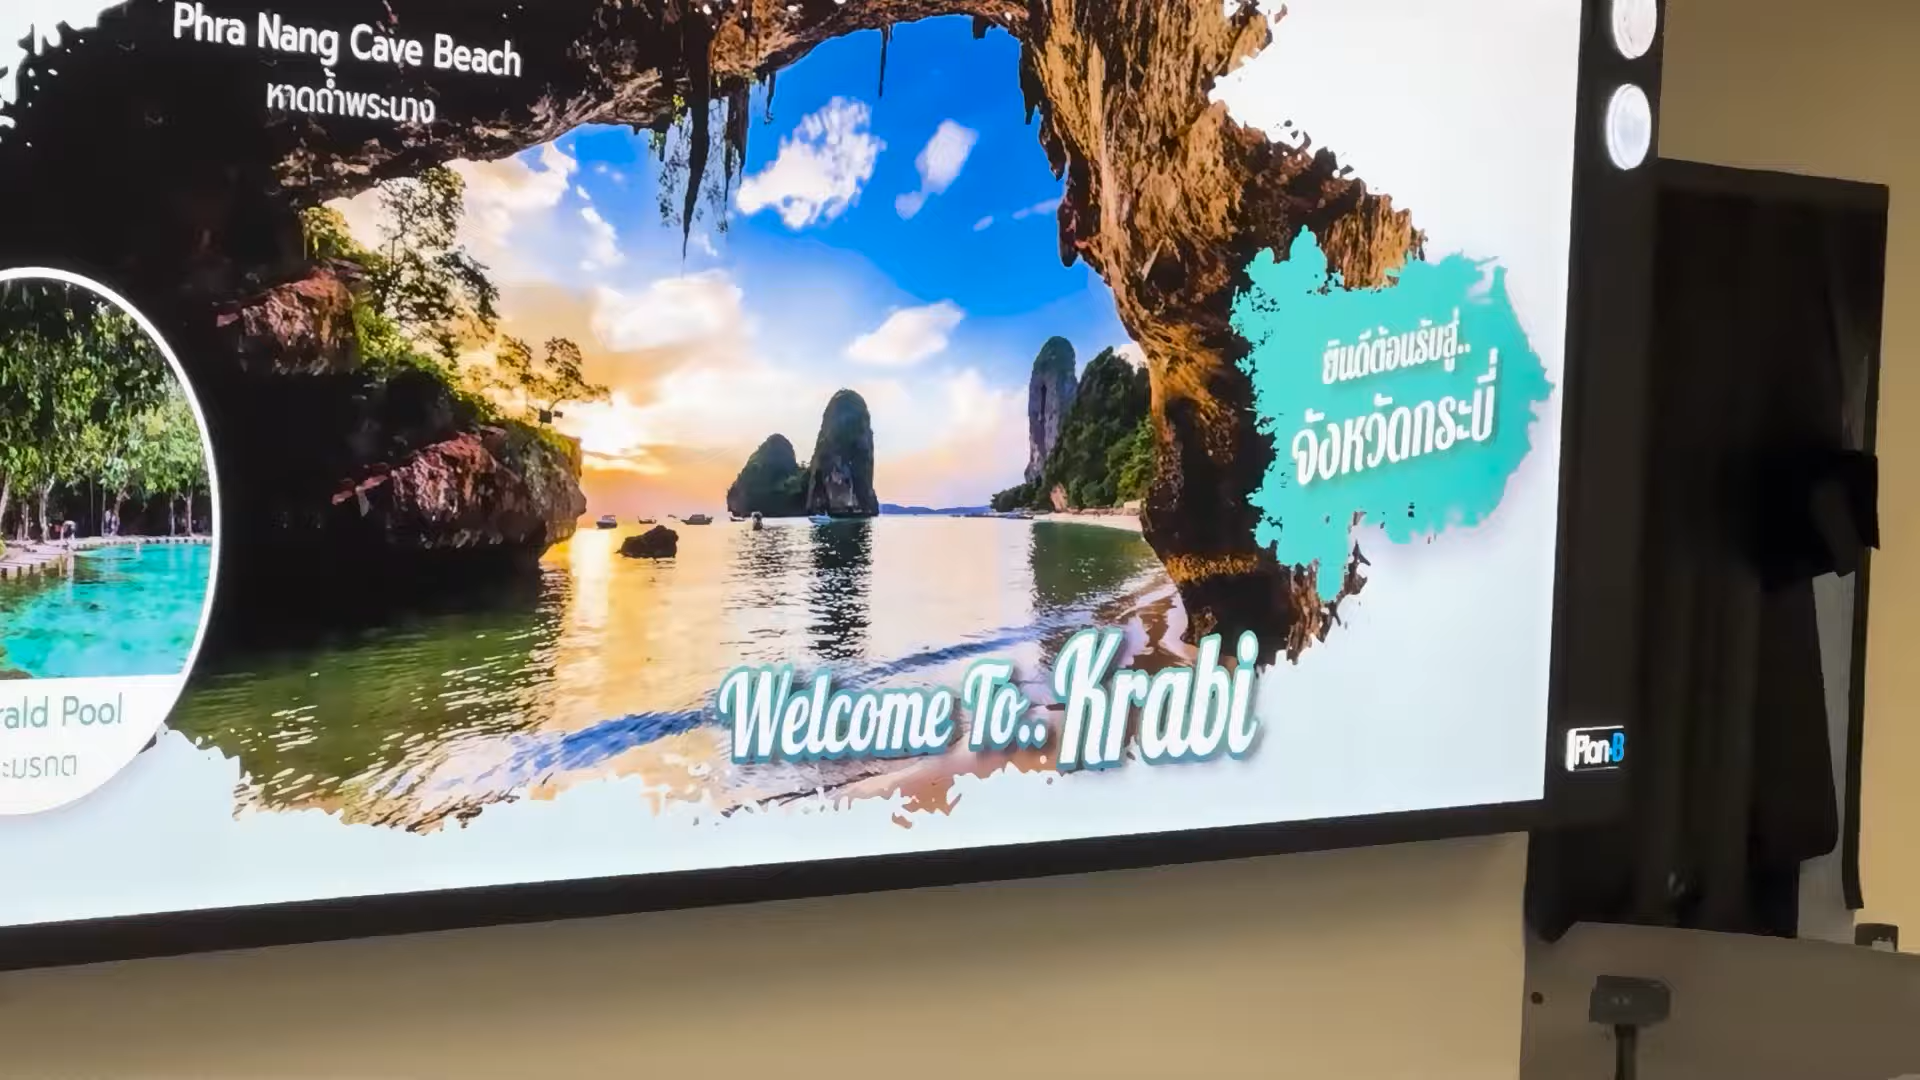 Phra Nang Cave Beach
หาดถ้ำพระนาง
ยินดีต้อนรับสู่..
จังหวัดกระบี่
Welcome To.. Krabi
rald Pool
ะมรกต
Plan-B